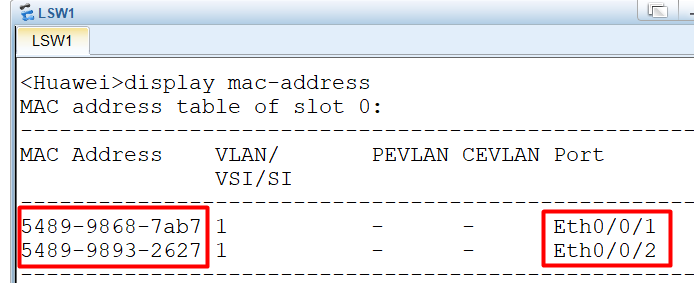 LSW1
LSW1
<Huawei>display mac-address
MAC address table of slot 0:
-------------------------------------------------------
MAC Address VLAN/ PEVLAN CEVLAN Port
VSI/SI
-------------------------------------------------------
5489-9868-7ab7 1 - - Eth0/0/1
5489-9893-2627 1 - - Eth0/0/2
-------------------------------------------------------